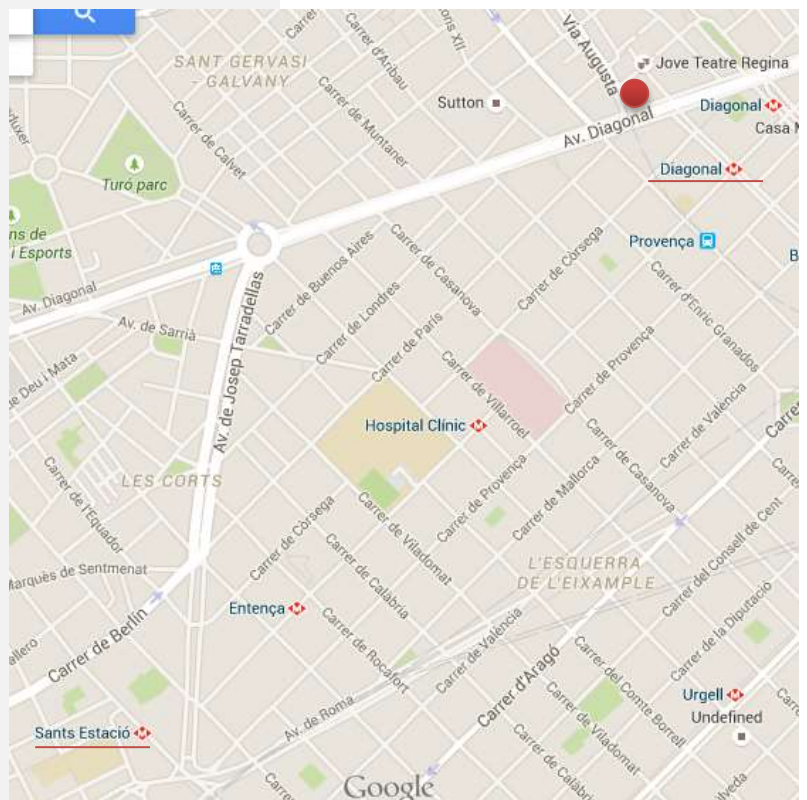 Carrer
Carrer d'Aribau
Via Augusta
SANT GERVASI
- GALVANY
Jove Teatre Regina
Carrer de Muntaner
Sutton
Diagonal
Carrer de Calvet
Av. Diagonal
Casa
Diagonal
Turó parc
Provença
Carrer de Buenos Aires
Carrer de Casanova
Carrer de Còrsega
i Esports
Carrer d'Enric Granados
Av. Diagonal
Av. de Sarrià
Carrer de Londres
Carrer de París
Av. de Josep Tarradellas
de Deu i Mata
Carrer de Villarroel
Carrer de Provença
Carrer de València
Carrer
Hospital Clínic
LES CORTS
Carrer de l'Equador
Carrer de Provença
Carrer de Mallorca
Carrer de Casanova
Carrer de Còrsega
Carrer de Viladomat
Carrer del Consell de Cent
Marquès de Sentmenat
Carrer de Calàbria
L'ESQUERRA
DE L'EIXAMPLE
Entença
Carrer de Berlín
Carrer de Rocafort
Carrer de València
Carrer de la Diputació
Carrer d'Aragó
Carrer del Comte Borrell
Urgell
Undefined
Av. de Roma
Sants Estació
Carrer de Viladomat
Carrer de Calàbria
Google